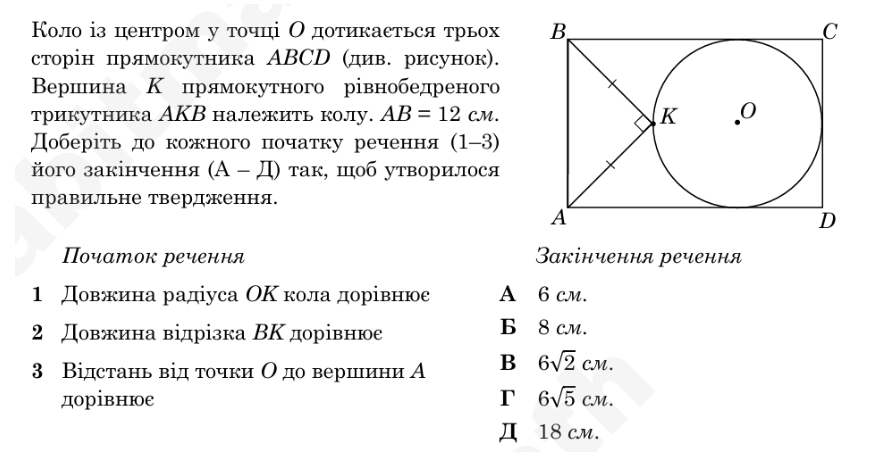 Коло із центром у точці O дотикається трьох
сторін прямокутника ABCD (див. рисунок).
Вершина K прямокутного рівнобедреного
трикутника AKB належить колу. AB = 12 см.
Доберіть до кожного початку речення (1–3)
його закінчення (А – Д) так, щоб утворилося
правильне твердження.
B
C
K
O
A
D
Початок речення
1 Довжина радіуса OK кола дорівнює
2 Довжина відрізка BK дорівнює
3 Відстань від точки O до вершини A
дорівнює
Закінчення речення
А 6 см.
Б 8 см.
В 6√2 см.
Г 6√5 см.
Д 18 см.